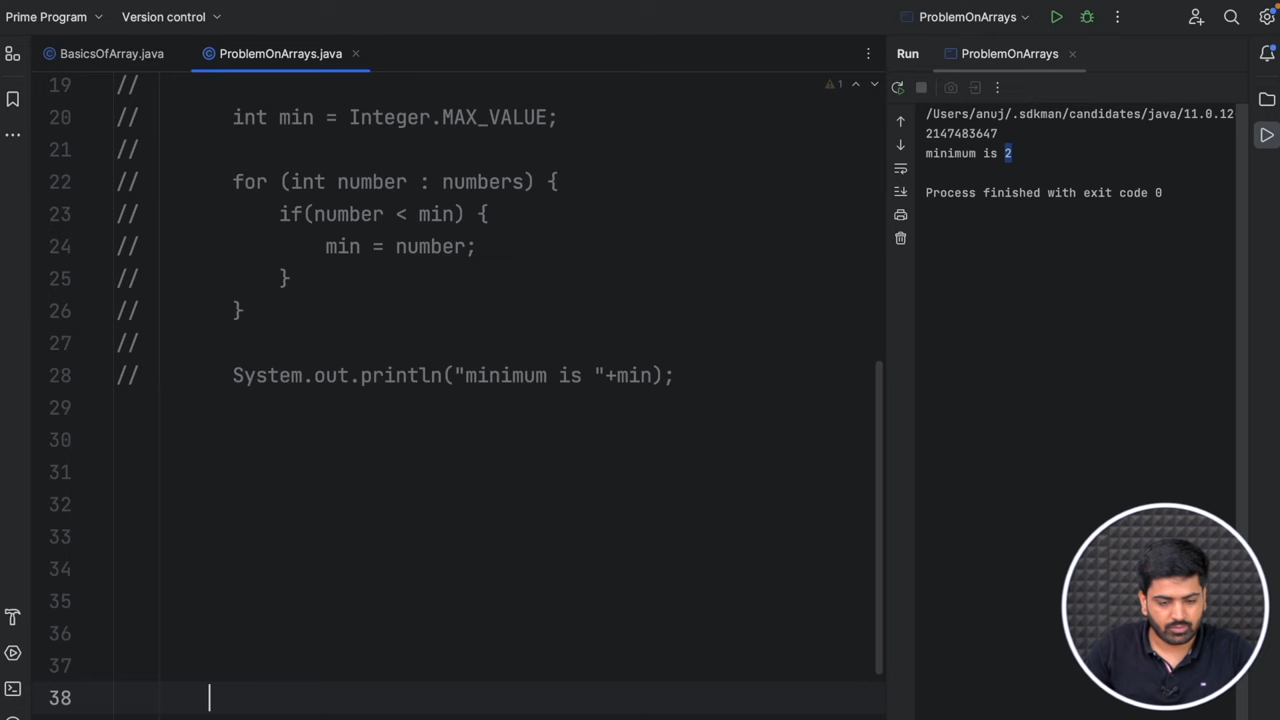 Prime Program
Version control
ProblemOnArrays
BasicsOfArray.java
ProblemOnArrays.java
Run
ProblemOnArrays
1
19 //
20 // int min = Integer.MAX_VALUE;
21 //
22 // for (int number : numbers) {
23 // if(number < min) {
24 // min = number;
25 // }
26 // }
27 //
28 // System.out.println("minimum is "+min);
29
30
31
32
33
34
35
36
37
38
/Users/anuj/.sdkman/candidates/java/11.0.12
2147483647
minimum is 2
Process finished with exit code 0